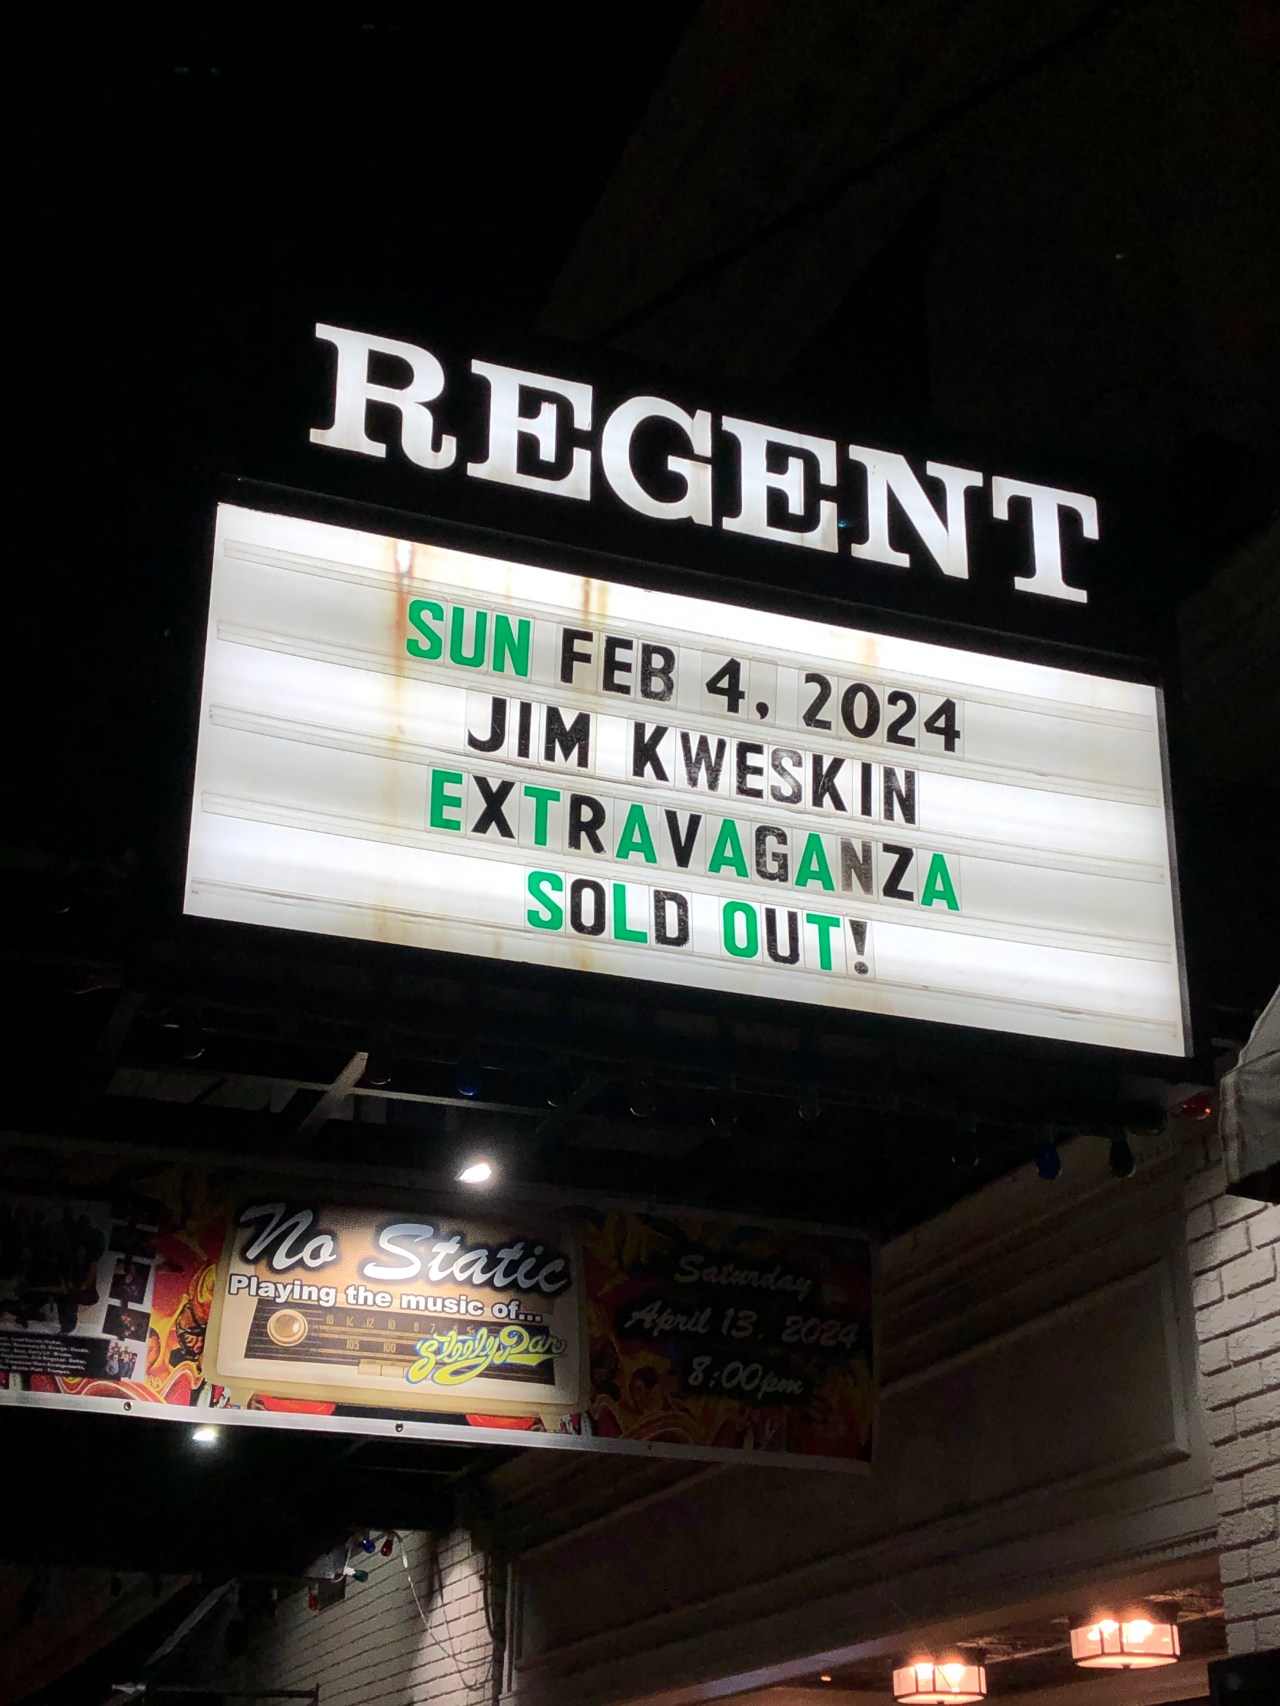 REGENT
SUN FEB 4, 2024
JIM KWESKIN
EXTRAVAGANZA
SOLD OUT!
No Static
Playing the music of...
Steely Dan
Saturday
April 13, 2024
8:00pm